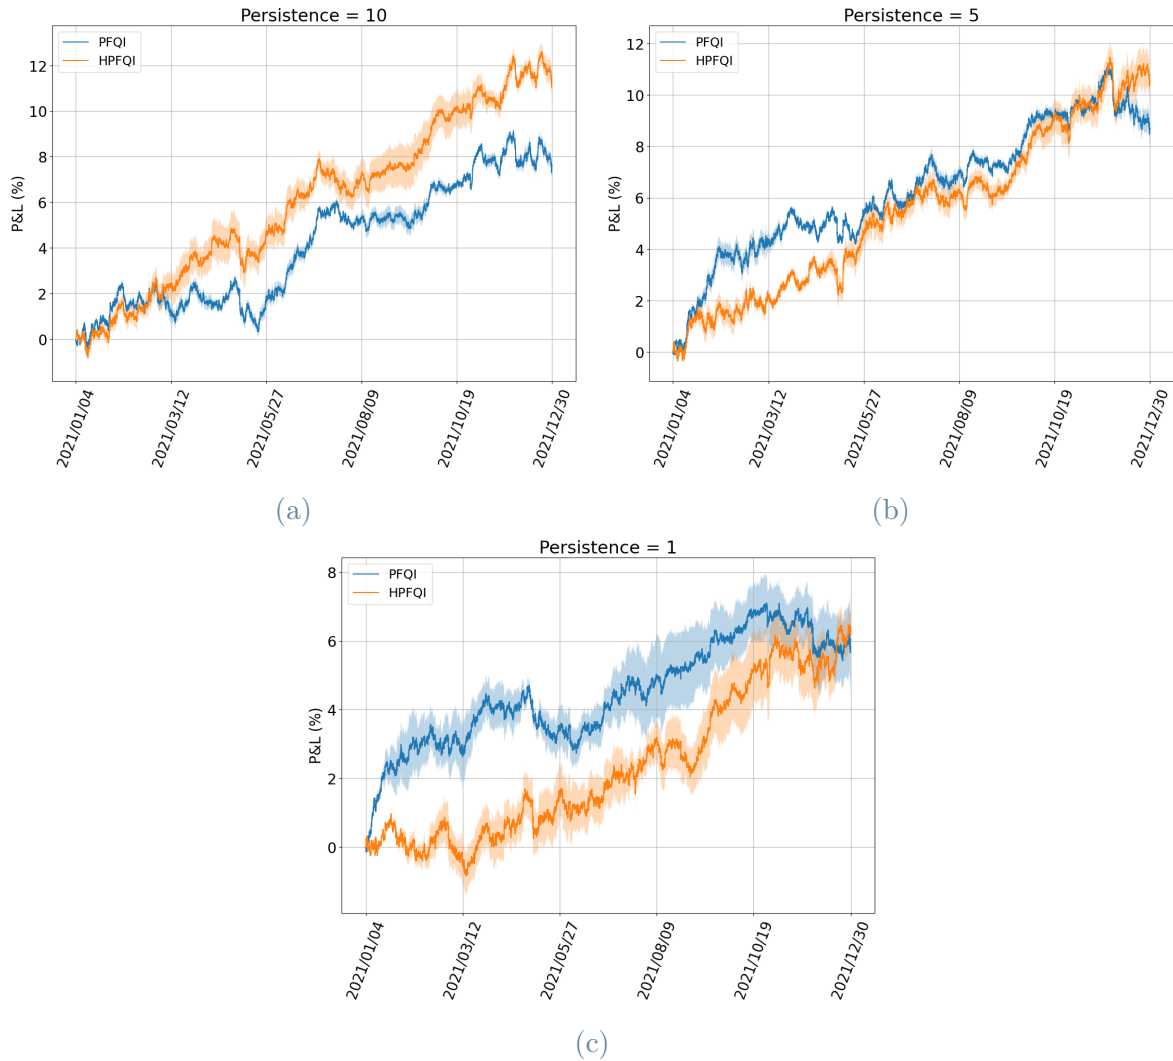 Persistence = 10
PFQI
HPFQI
P&L (%)
12
10
8
6
4
2
0
2021/01/04
2021/03/12
2021/05/27
2021/08/09
2021/10/19
2021/12/30
(a)
Persistence = 5
PFQI
HPFQI
P&L (%)
12
10
8
6
4
2
0
2021/01/04
2021/03/12
2021/05/27
2021/08/09
2021/10/19
2021/12/30
(b)
Persistence = 1
PFQI
HPFQI
P&L (%)
8
6
4
2
0
2021/01/04
2021/03/12
2021/05/27
2021/08/09
2021/10/19
2021/12/30
(c)